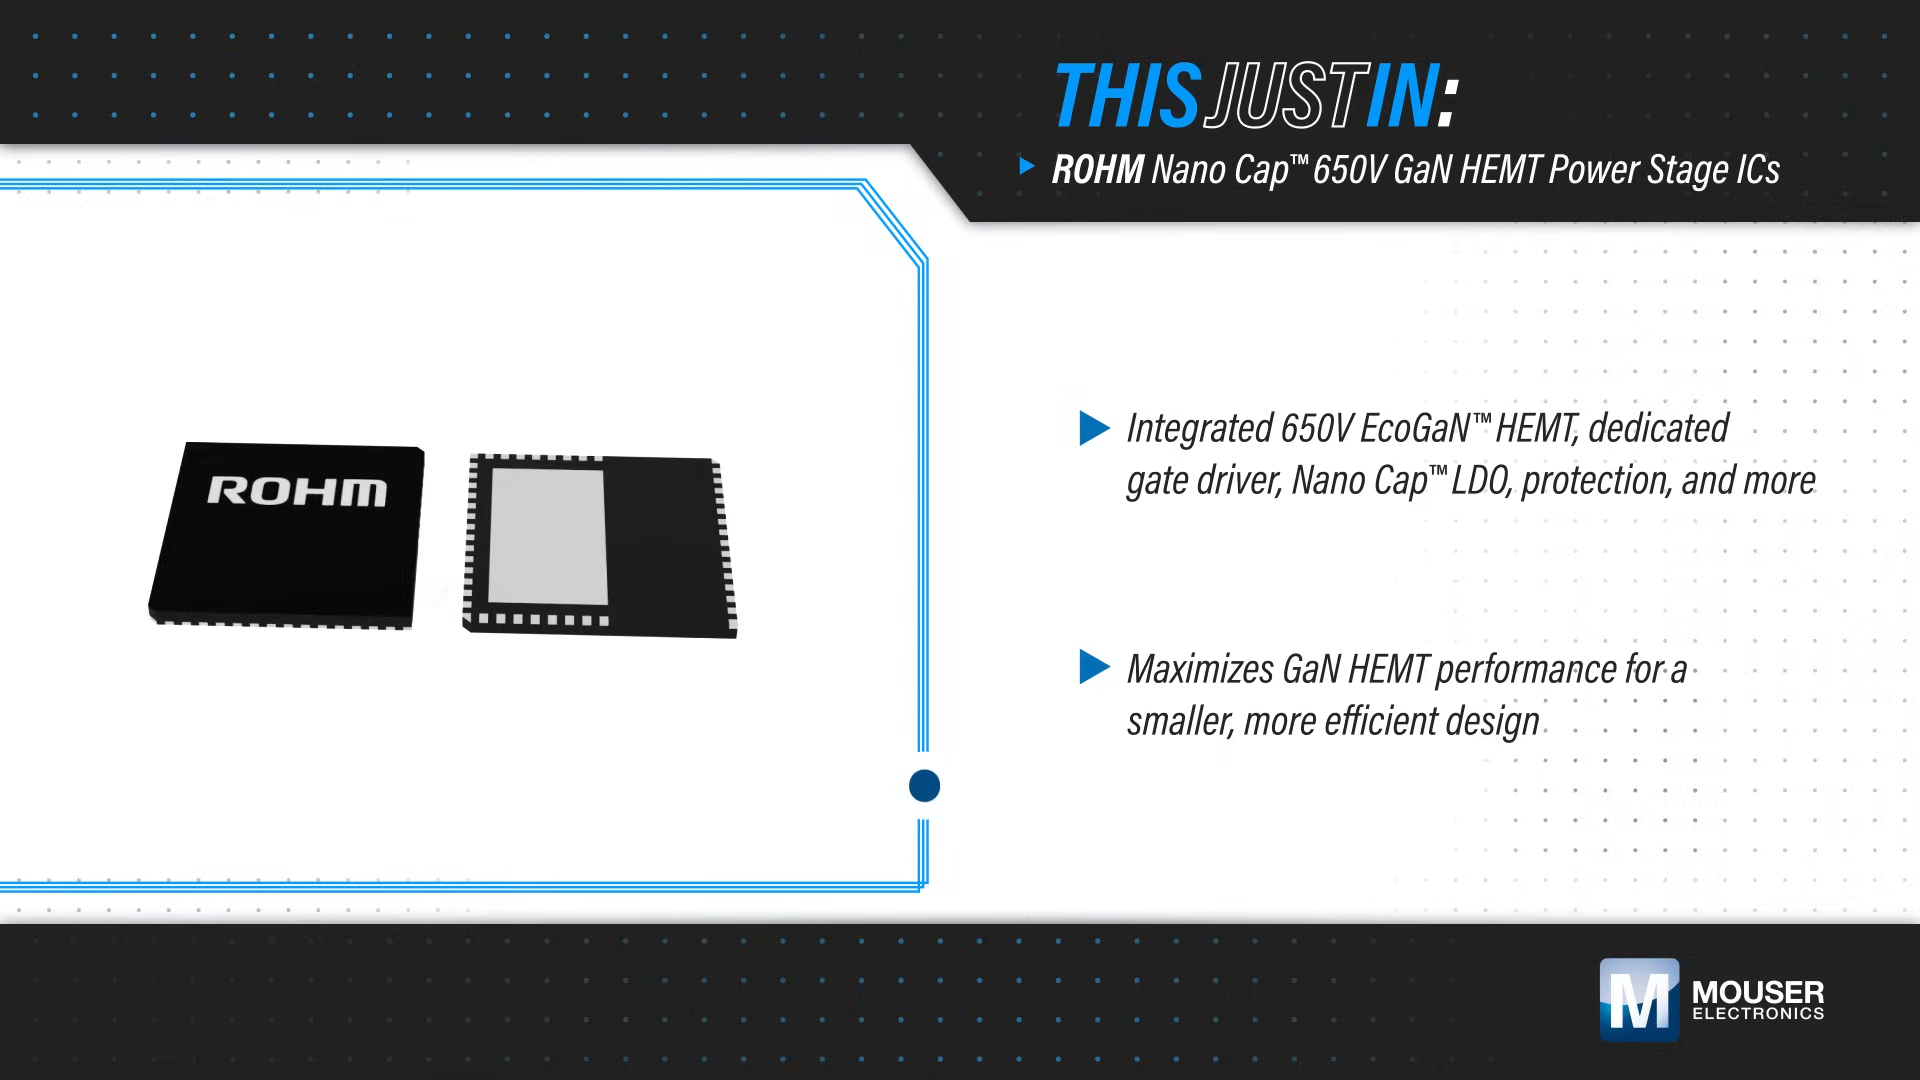 THIS JUST IN:
ROHM Nano Cap™ 650V GaN HEMT Power Stage ICs
ROHM
Integrated 650V EcoGaN™ HEMT, dedicated
gate driver, Nano Cap™ LDO, protection, and more
Maximizes GaN HEMT performance for a
smaller, more efficient design
M MOUSER
ELECTRONICS